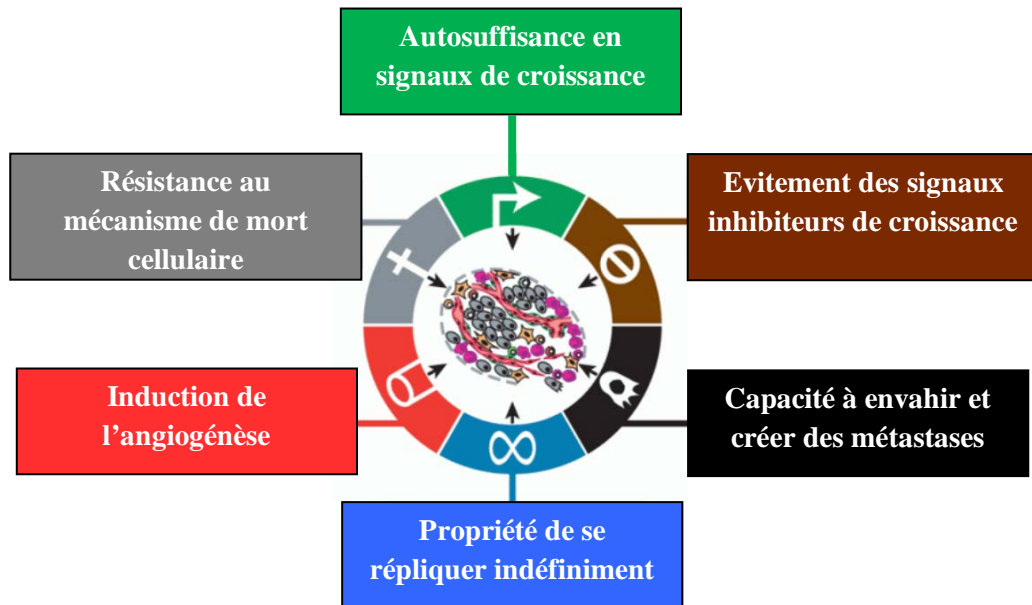 Autosuffisance en
signaux de croissance
Résistance au
mécanisme de mort
cellulaire
Evitement des signaux
inhibiteurs de croissance
Induction de
l’angiogénèse
Capacité à envahir et
créer des métastases
Propriété de se
répliquer indéfiniment